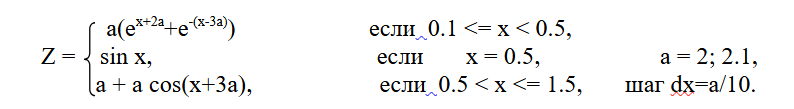 a(e^x+2a+e^-(x-3a)) если 0.1 <= x < 0.5,
Z = { sin x, если x = 0.5, a = 2; 2.1,
a + a cos(x+3a), если 0.5 < x <= 1.5, шаг dx=a/10.